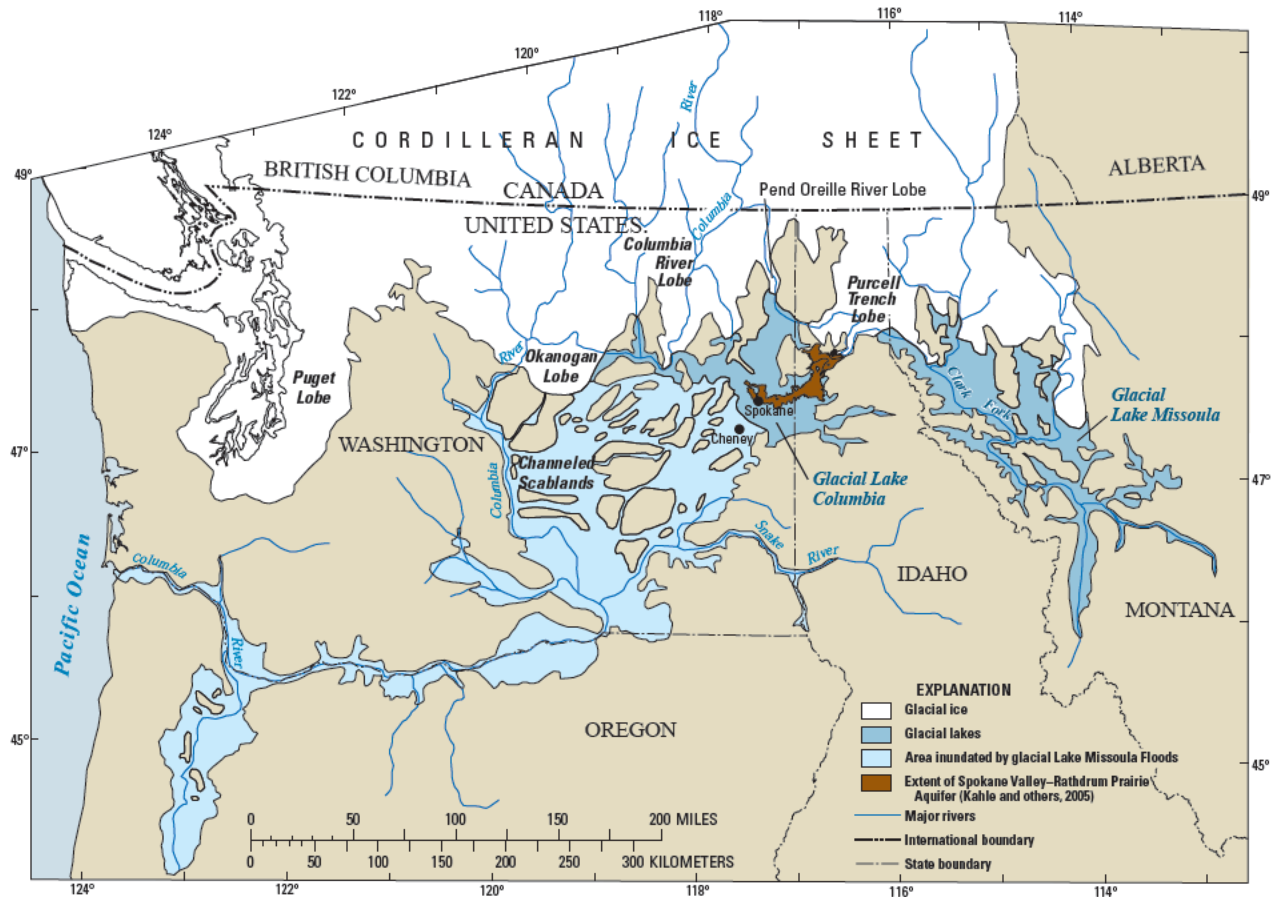 118°
116°
114°
120°
122°
124°
CORDILLERAN ICE SHEET
River
ALBERTA
BRITISH COLUMBIA
49°
CANADA
Pend Oreille River Lobe
49°
UNITED STATES
Columbia
Columbia
River
Lobe
Purcell
Trench
Lobe
River
Okanogan
Lobe
Puget
Lobe
Clark
Fork
Glacial
Lake Missoula
Spokane
Cheney
WASHINGTON
47°
47°
Channeled
Scablands
Columbia
Glacial Lake
Columbia
Snake
River
Columbia
IDAHO
MONTANA
Pacific Ocean
River
EXPLANATION
Glacial ice
Glacial lakes
Area inundated by glacial Lake Missoula Floods
Extent of Spokane Valley–Rathdrum Prairie
Aquifer (Kahle and others, 2005)
Major rivers
International boundary
State boundary
OREGON
45°
45°
0 50 100 150 200 MILES
0 50 100 150 200 250 300 KILOMETERS
124°
122°
120°
118°
116°
114°